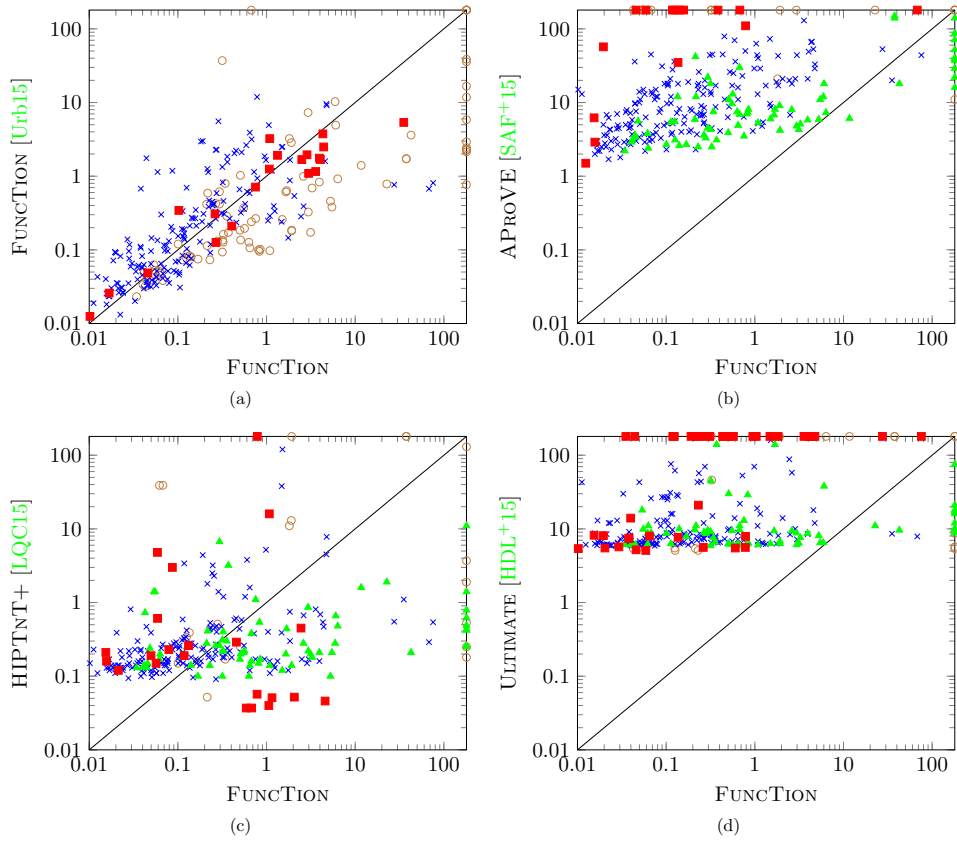 100
10
1
0.1
0.01
0.01 0.1 1 10 100
FUNCTION [Urb15]
FUNCTION
(a)
100
10
1
0.1
0.01
0.01 0.1 1 10 100
APROVE [SAF+15]
FUNCTION
(b)
100
10
1
0.1
0.01
0.01 0.1 1 10 100
HIPTNT+ [LQC15]
FUNCTION
(c)
100
10
1
0.1
0.01
0.01 0.1 1 10 100
ULTIMATE [HDL+15]
FUNCTION
(d)